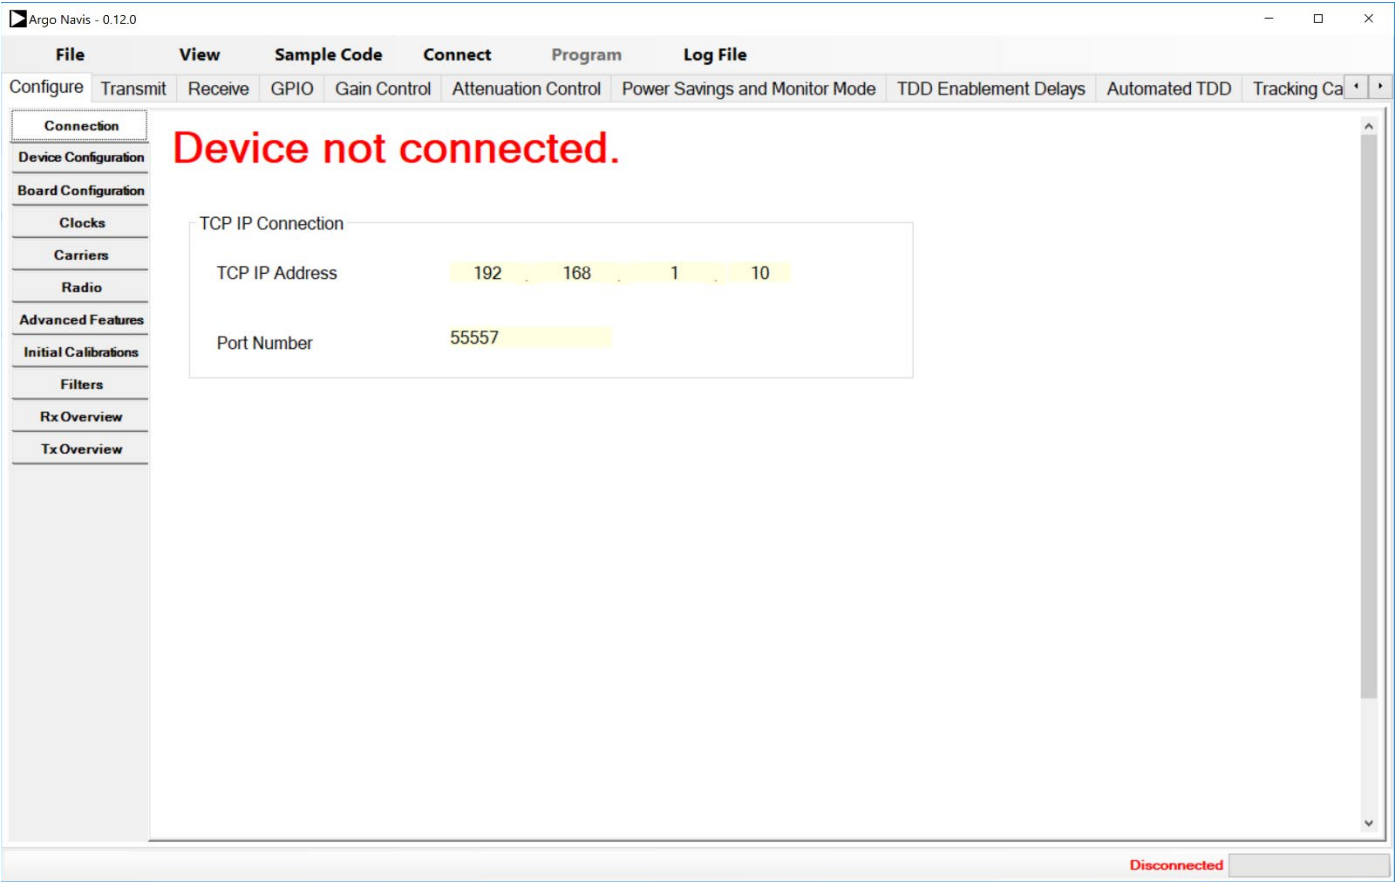 Argo Navis - 0.12.0
File View Sample Code Connect Program Log File
Configure Transmit Receive GPIO Gain Control Attenuation Control Power Savings and Monitor Mode TDD Enablement Delays Automated TDD Tracking Ca
Connection
Device Configuration
Board Configuration
Clocks
Carriers
Radio
Advanced Features
Initial Calibrations
Filters
Rx Overview
Tx Overview
Device not connected.
TCP IP Connection
TCP IP Address 192 . 168 . 1 . 10
Port Number 55557
Disconnected